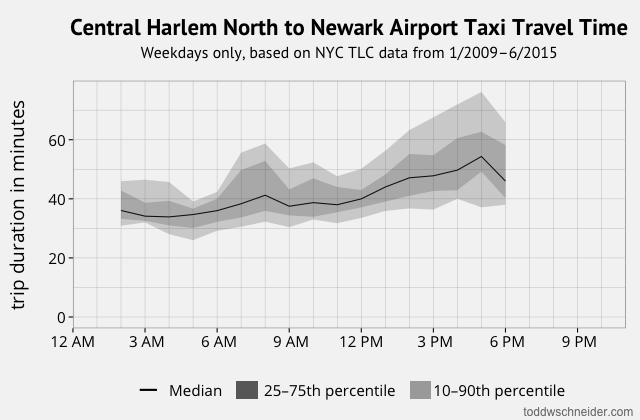 Central Harlem North to Newark Airport Taxi Travel Time
Weekdays only, based on NYC TLC data from 1/2009–6/2015
trip duration in minutes
60
40
20
0
12 AM 3 AM 6 AM 9 AM 12 PM 3 PM 6 PM 9 PM
Median 25–75th percentile 10–90th percentile
toddwschneider.com